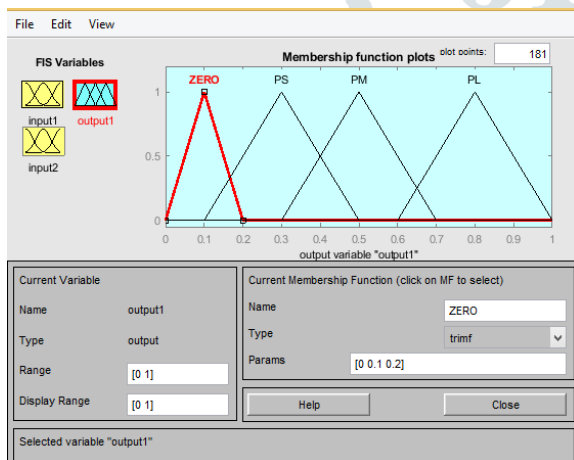 File Edit View
FIS Variables
input1 output1
input2
Membership function plots plot points: 181
ZERO PS PM PL
1
0.5
0
0 0.1 0.2 0.3 0.4 0.5 0.6 0.7 0.8 0.9 1
output variable "output1"
Current Variable
Name output1
Type output
Range [0 1]
Display Range [0 1]
Current Membership Function (click on MF to select)
Name ZERO
Type trimf
Params [0 0.1 0.2]
Help Close
Selected variable "output1"